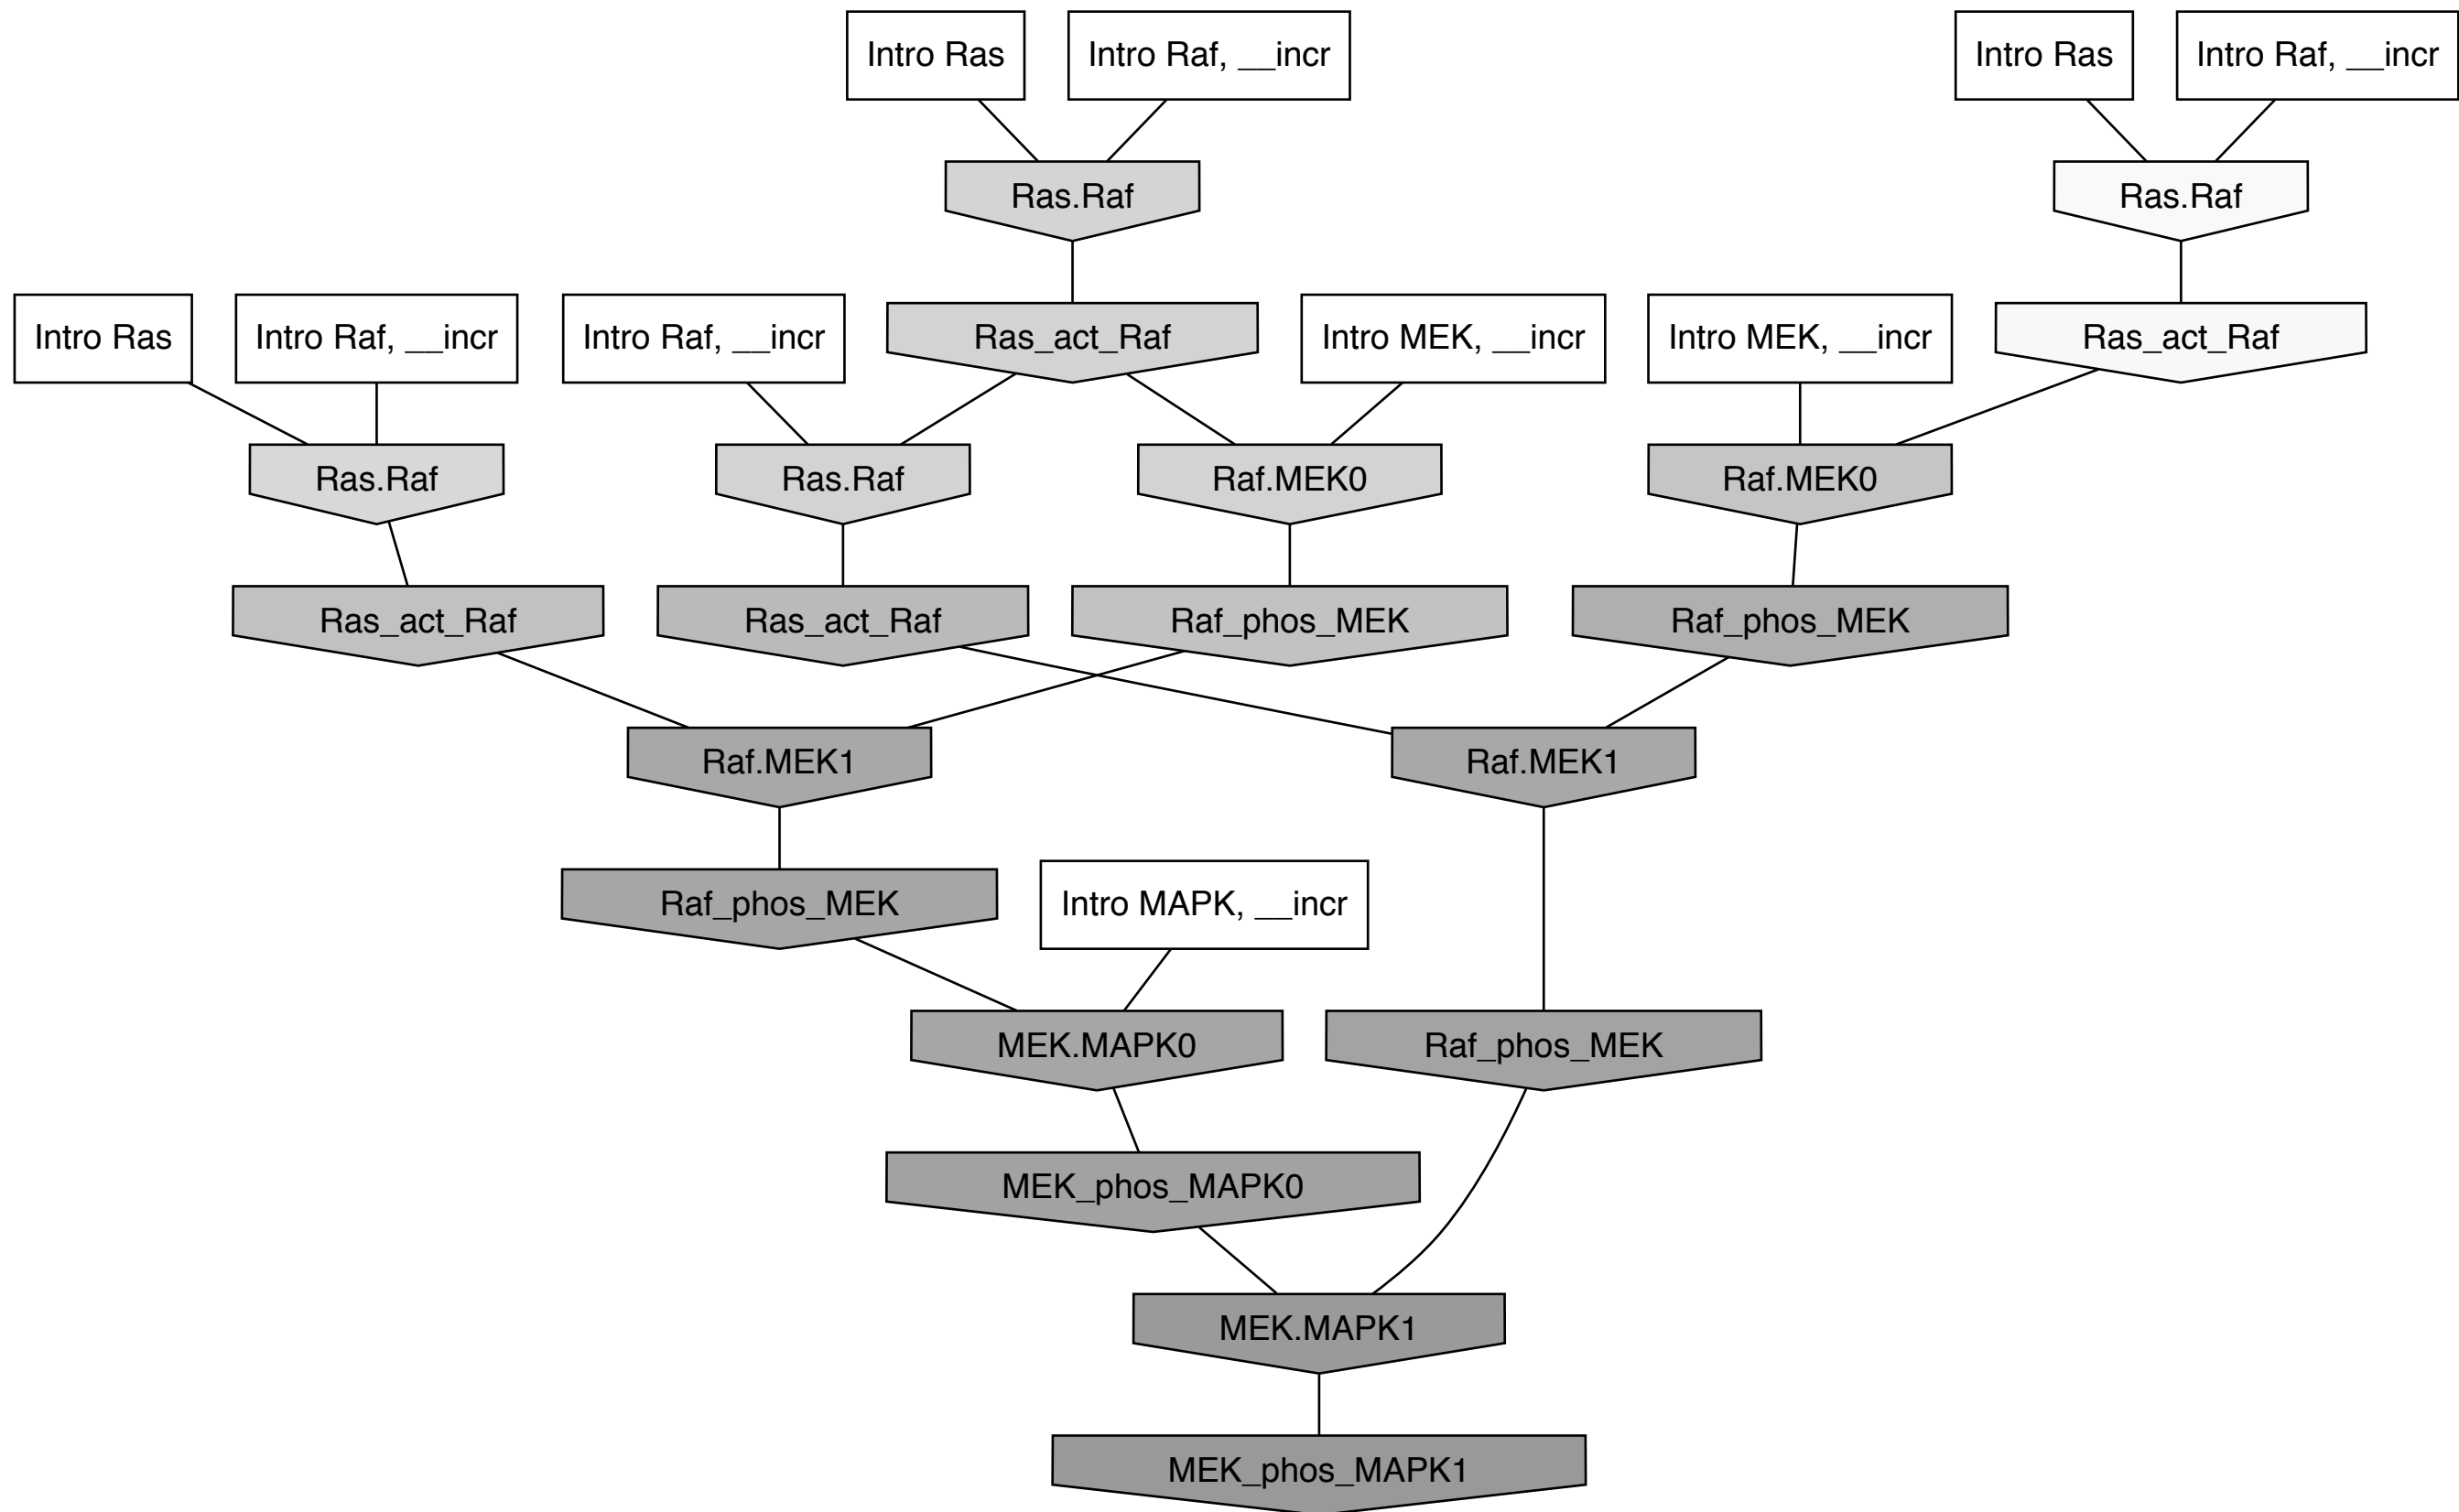 Intro Ras
Intro Raf, __incr
Intro Ras
Intro Raf, __incr
Ras.Raf
Ras.Raf
Intro Ras
Intro Raf, __incr
Intro Raf, __incr
Ras_act_Raf
Intro MEK, __incr
Intro MEK, __incr
Ras_act_Raf
Ras.Raf
Ras.Raf
Raf.MEK0
Raf.MEK0
Ras_act_Raf
Ras_act_Raf
Raf_phos_MEK
Raf_phos_MEK
Raf.MEK1
Raf.MEK1
Raf_phos_MEK
Intro MAPK, __incr
MEK.MAPK0
Raf_phos_MEK
MEK_phos_MAPK0
MEK.MAPK1
MEK_phos_MAPK1